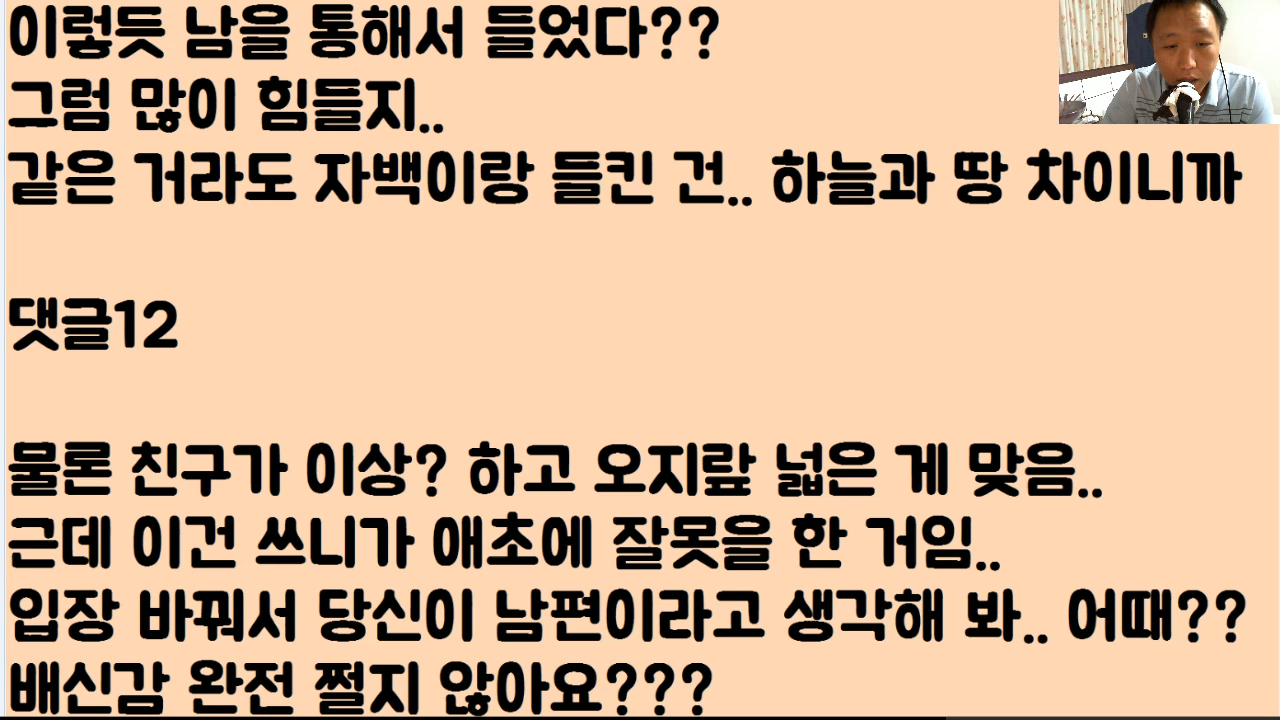 이렇듯 남을 통해서 들었다??
그럼 많이 힘들지..
같은 거라도 자백이랑 들킨 건.. 하늘과 땅 차이니까
댓글12
물론 친구가 이상? 하고 오지랖 넓은 게 맞음..
근데 이건 쓰니가 애초에 잘못을 한 거임..
입장 바꿔서 당신이 남편이라고 생각해 봐.. 어때??
배신감 완전 쩔지 않아요???